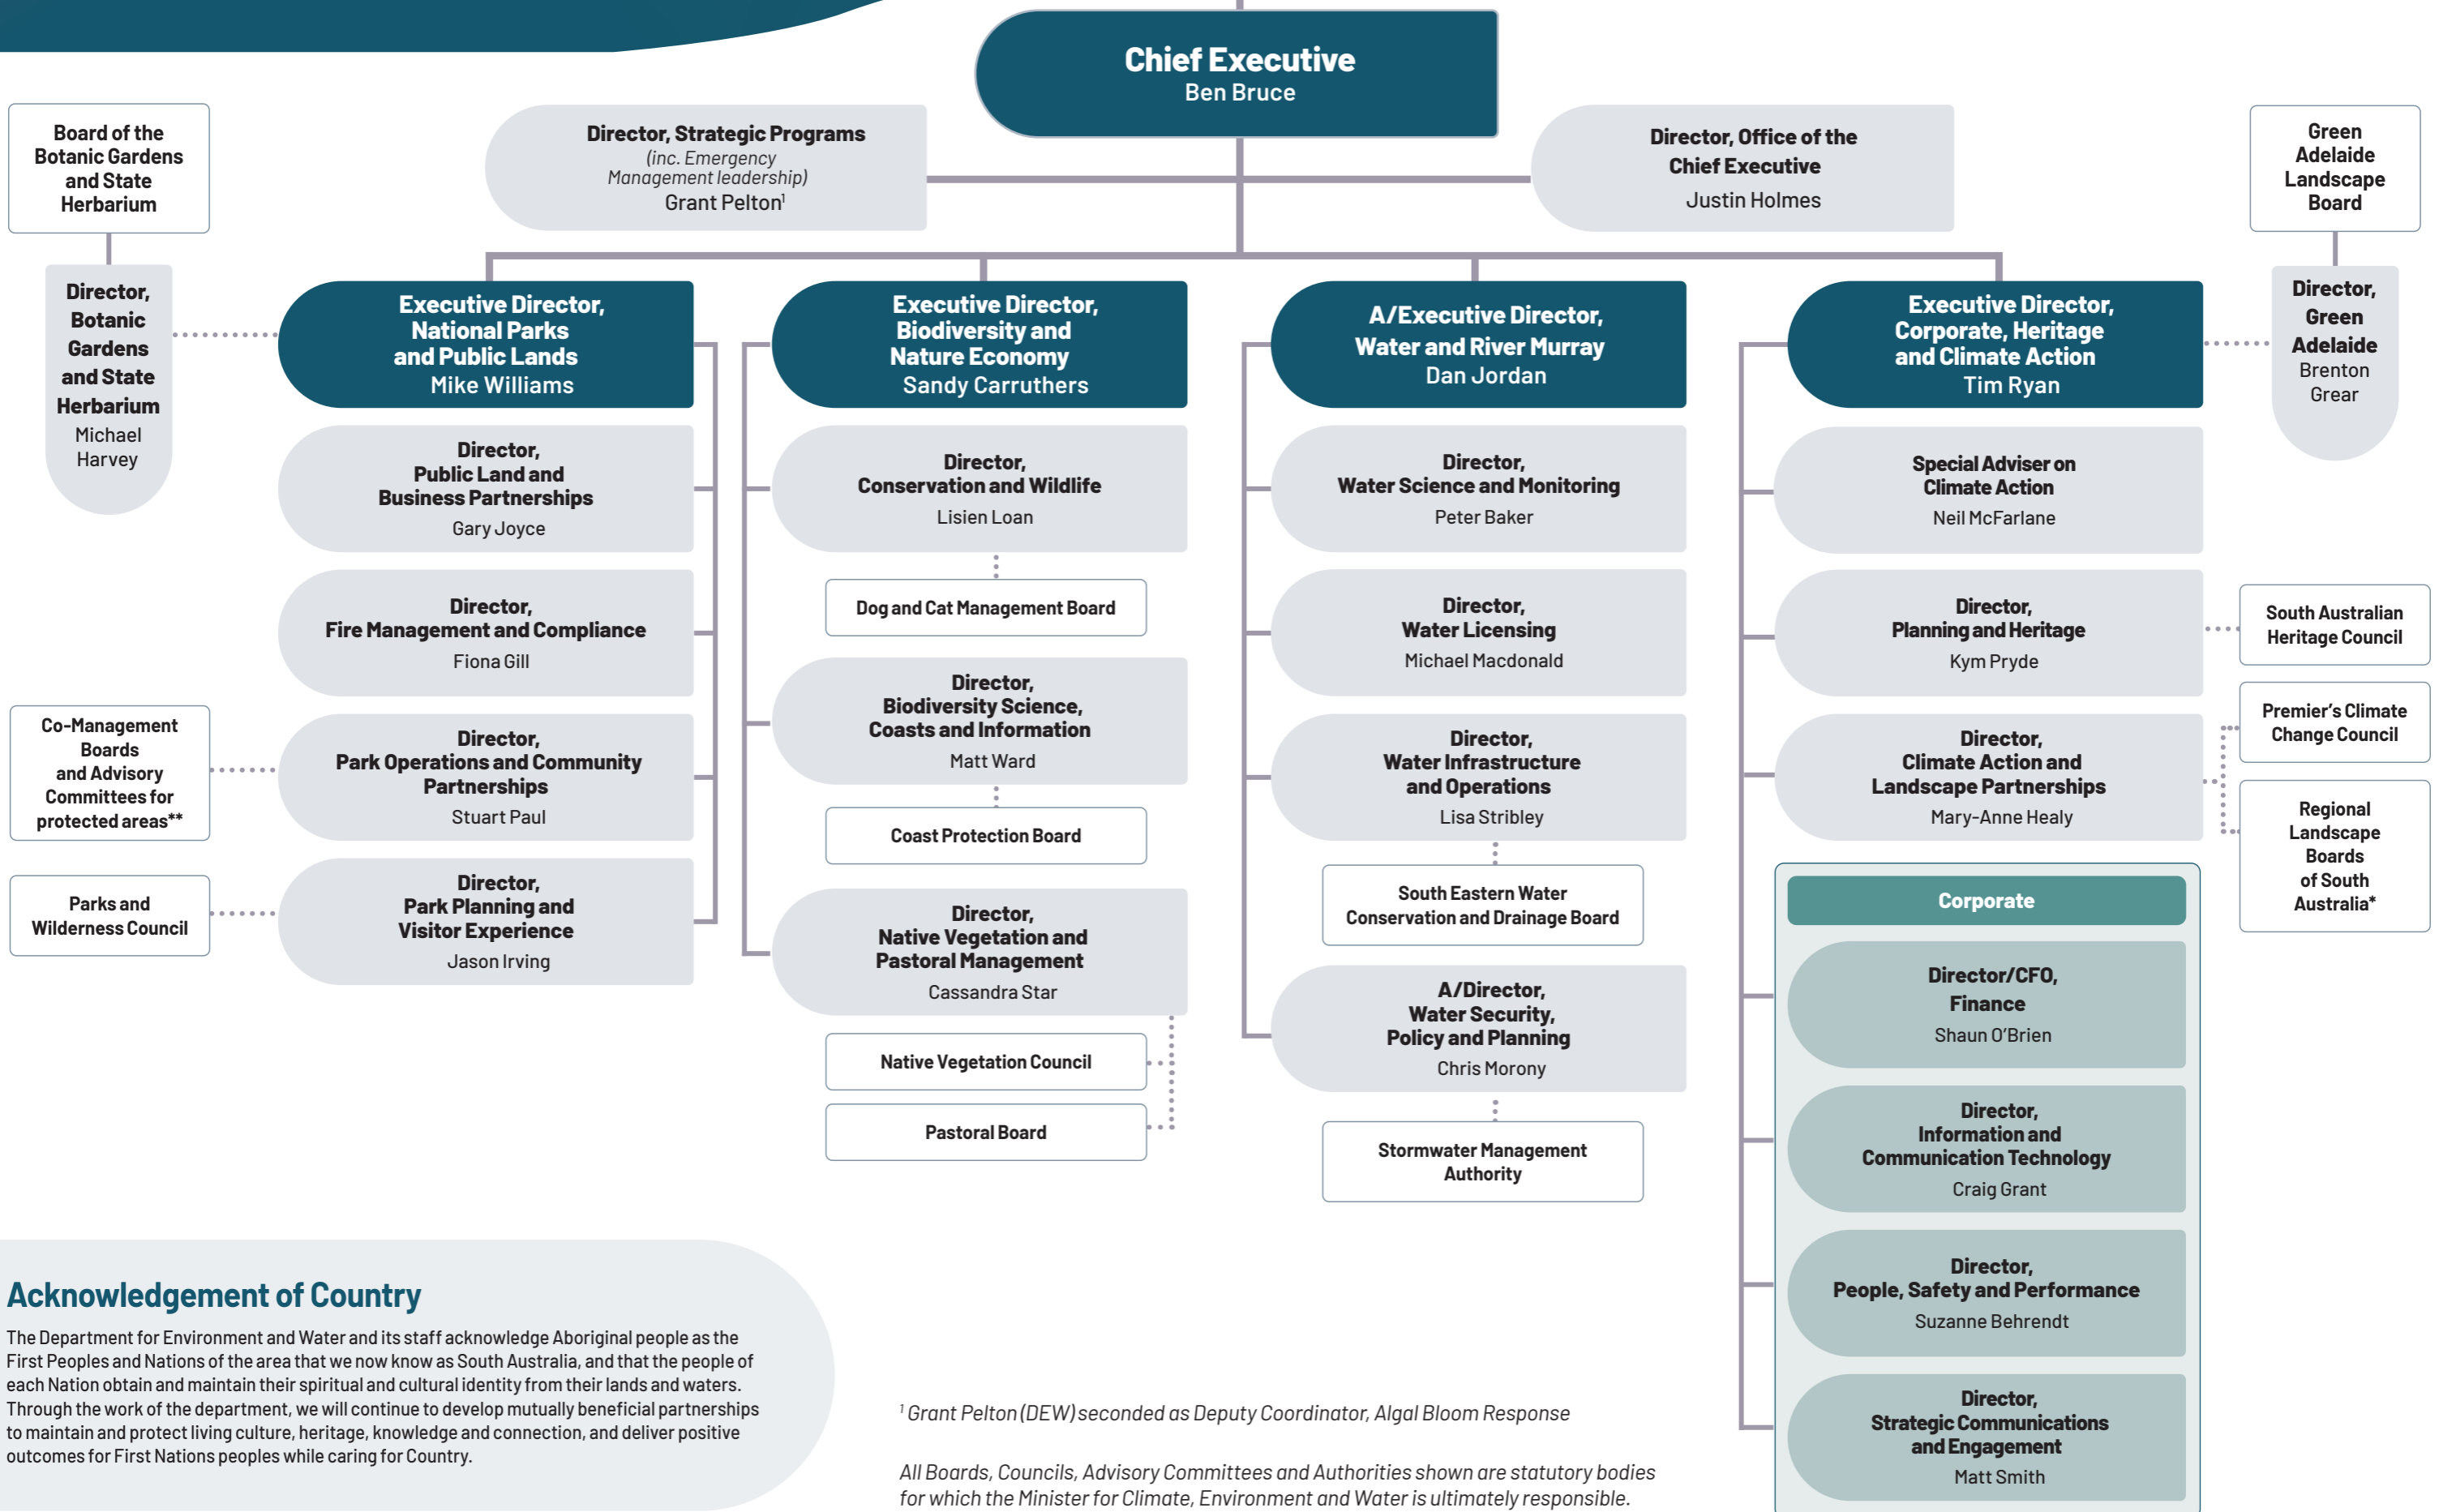 Chief Executive
Ben Bruce
Board of the
Botanic Gardens
and State
Herbarium
Director, Strategic Programs
(inc. Emergency
Management leadership)
Grant Pelton¹
Director, Office of the
Chief Executive
Justin Holmes
Green
Adelaide
Landscape
Board
Director,
Botanic
Gardens
and State
Herbarium
Michael
Harvey
Executive Director,
National Parks
and Public Lands
Mike Williams
Director,
Public Land and
Business Partnerships
Gary Joyce
Director,
Fire Management and Compliance
Fiona Gill
Co-Management
Boards
and Advisory
Committees for
protected areas**
Director,
Park Operations and Community
Partnerships
Stuart Paul
Parks and
Wilderness Council
Director,
Park Planning and
Visitor Experience
Jason Irving
Executive Director,
Biodiversity and
Nature Economy
Sandy Carruthers
Director,
Conservation and Wildlife
Lisien Loan
Dog and Cat Management Board
Director,
Biodiversity Science,
Coasts and Information
Matt Ward
Coast Protection Board
Director,
Native Vegetation and
Pastoral Management
Cassandra Star
Native Vegetation Council
Pastoral Board
A/Executive Director,
Water and River Murray
Dan Jordan
Director,
Water Science and Monitoring
Peter Baker
Director,
Water Licensing
Michael Macdonald
Director,
Water Infrastructure
and Operations
Lisa Stribley
South Eastern Water
Conservation and Drainage Board
A/Director,
Water Security,
Policy and Planning
Chris Morony
Stormwater Management
Authority
Executive Director,
Corporate, Heritage
and Climate Action
Tim Ryan
Director,
Green
Adelaide
Brenton
Grear
Special Adviser on
Climate Action
Neil McFarlane
Director,
Planning and Heritage
Kym Pryde
South Australian
Heritage Council
Director,
Climate Action and
Landscape Partnerships
Mary-Anne Healy
Premier's Climate
Change Council
Regional
Landscape
Boards
of South
Australia*
Corporate
Director/CFO,
Finance
Shaun O'Brien
Director,
Information and
Communication Technology
Craig Grant
Director,
People, Safety and Performance
Suzanne Behrendt
Director,
Strategic Communications
and Engagement
Matt Smith
Acknowledgement of Country
The Department for Environment and Water and its staff acknowledge Aboriginal people as the
First Peoples and Nations of the area that we now know as South Australia, and that the people of
each Nation obtain and maintain their spiritual and cultural identity from their lands and waters.
Through the work of the department, we will continue to develop mutually beneficial partnerships
to maintain and protect living culture, heritage, knowledge and connection, and deliver positive
outcomes for First Nations peoples while caring for Country.
¹ Grant Pelton (DEW) seconded as Deputy Coordinator, Algal Bloom Response
All Boards, Councils, Advisory Committees and Authorities shown are statutory bodies
for which the Minister for Climate, Environment and Water is ultimately responsible.